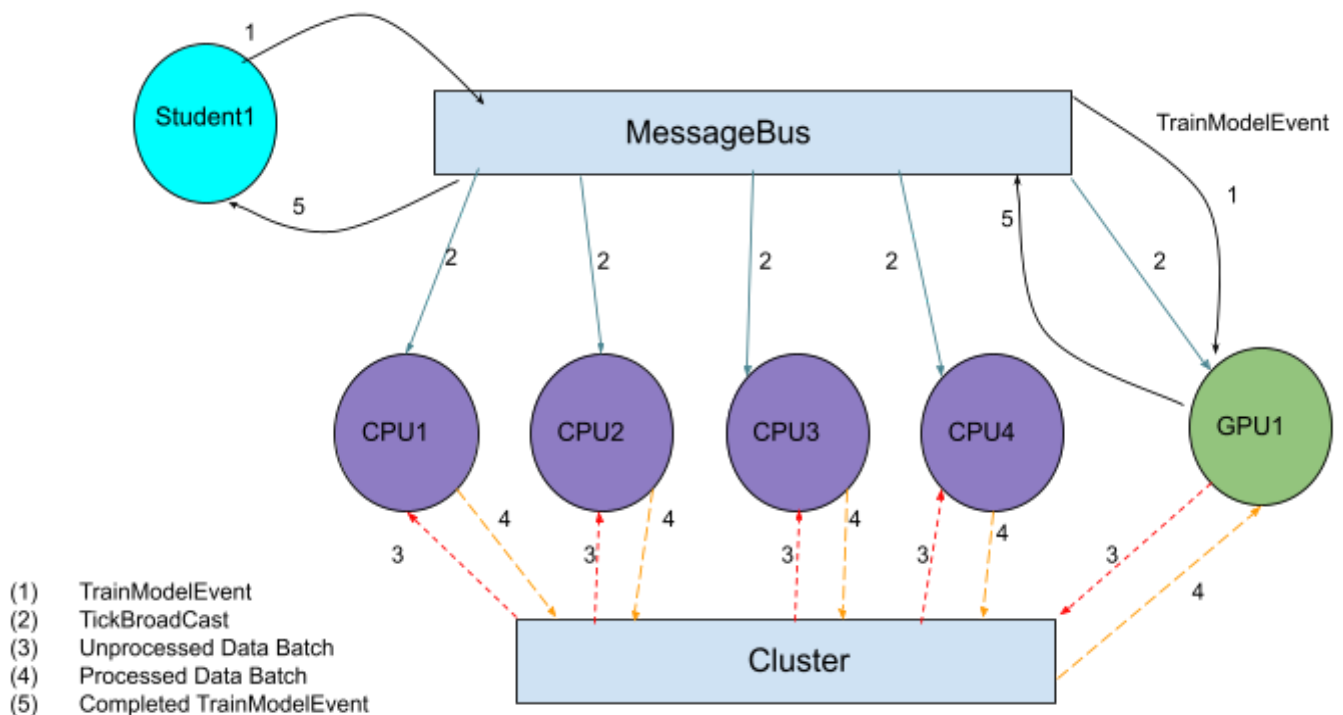 1
Student1
MessageBus
TrainModelEvent
5
1
5
2
2
2
2
2
CPU1
CPU2
CPU3
CPU4
GPU1
4
4
4
4
3
3
3
3
3
4
Cluster
(1) TrainModelEvent
(2) TickBroadCast
(3) Unprocessed Data Batch
(4) Processed Data Batch
(5) Completed TrainModelEvent